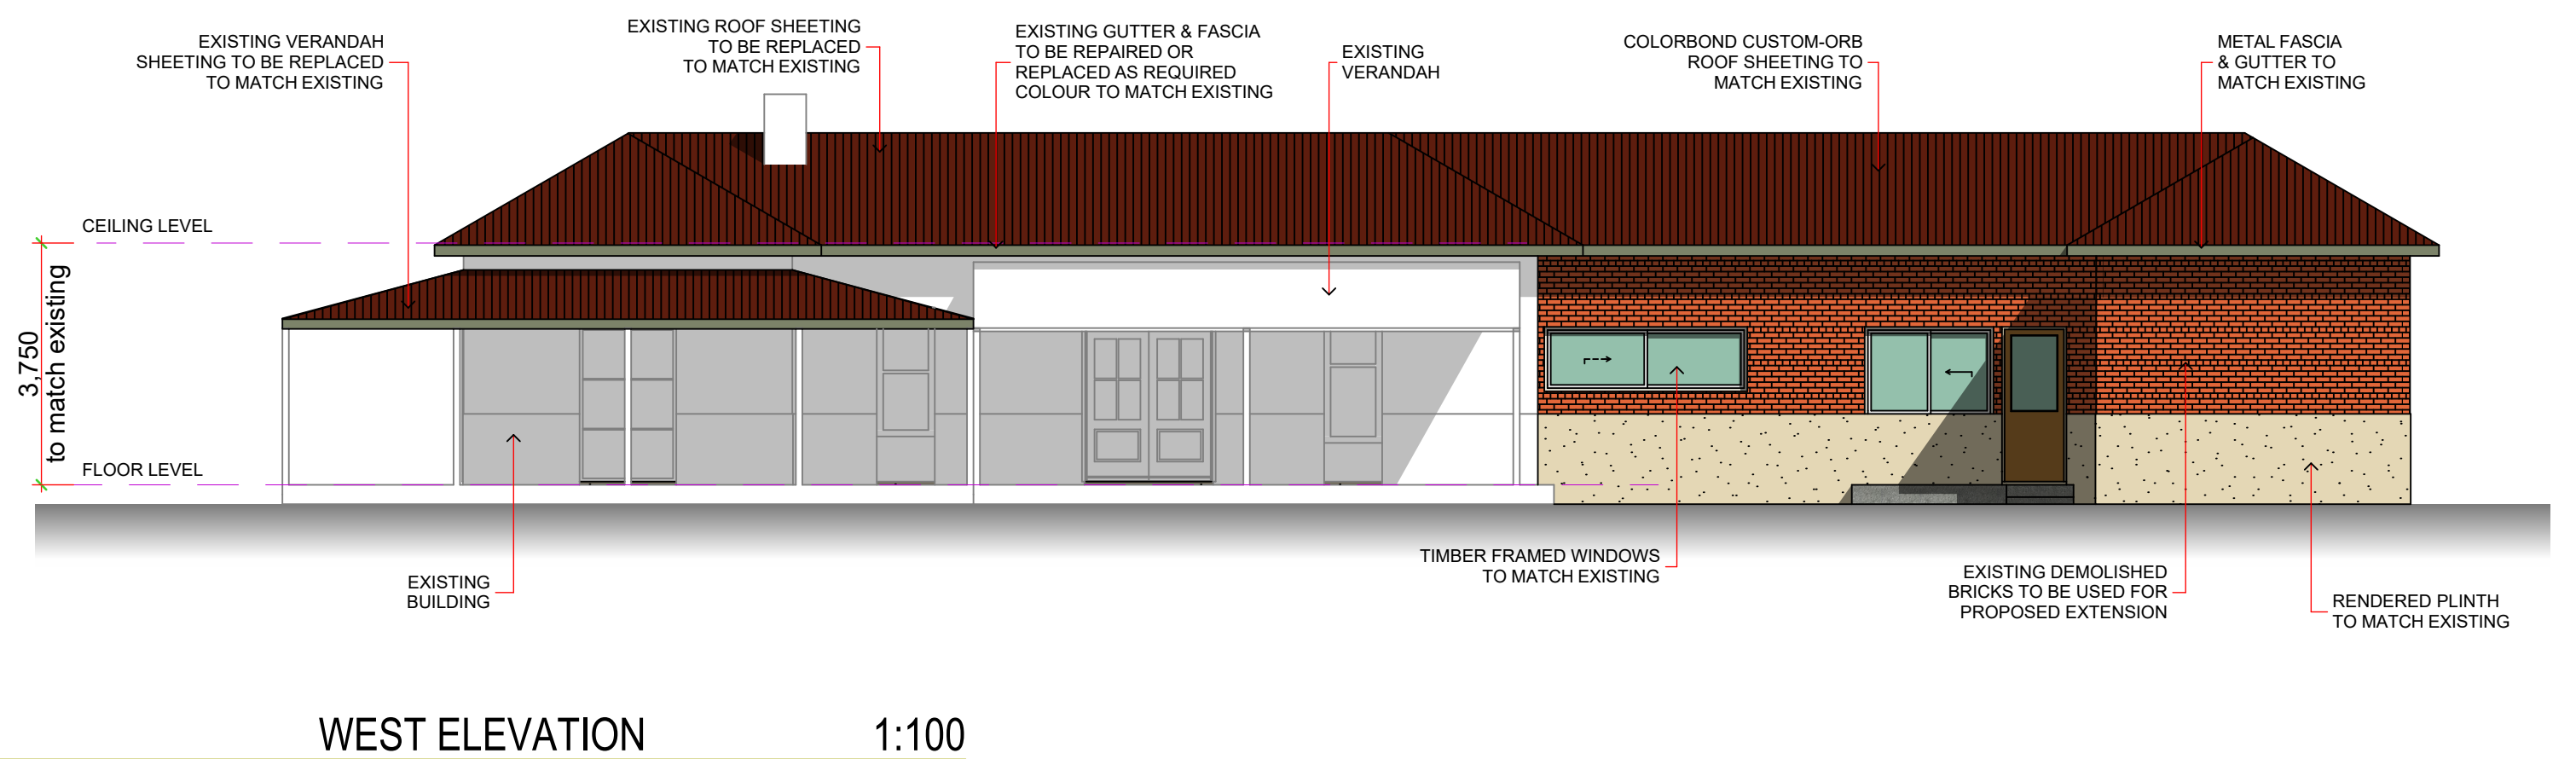 EXISTING VERANDAH
SHEETING TO BE REPLACED
TO MATCH EXISTING
EXISTING ROOF SHEETING
TO BE REPLACED
TO MATCH EXISTING
EXISTING GUTTER & FASCIA
TO BE REPAIRED OR
REPLACED AS REQUIRED
COLOUR TO MATCH EXISTING
EXISTING
VERANDAH
COLORBOND CUSTOM-ORB
ROOF SHEETING TO
MATCH EXISTING
METAL FASCIA
& GUTTER TO
MATCH EXISTING
CEILING LEVEL
3,750
to match existing
FLOOR LEVEL
EXISTING
BUILDING
TIMBER FRAMED WINDOWS
TO MATCH EXISTING
EXISTING DEMOLISHED
BRICKS TO BE USED FOR
PROPOSED EXTENSION
RENDERED PLINTH
TO MATCH EXISTING
WEST ELEVATION 1:100